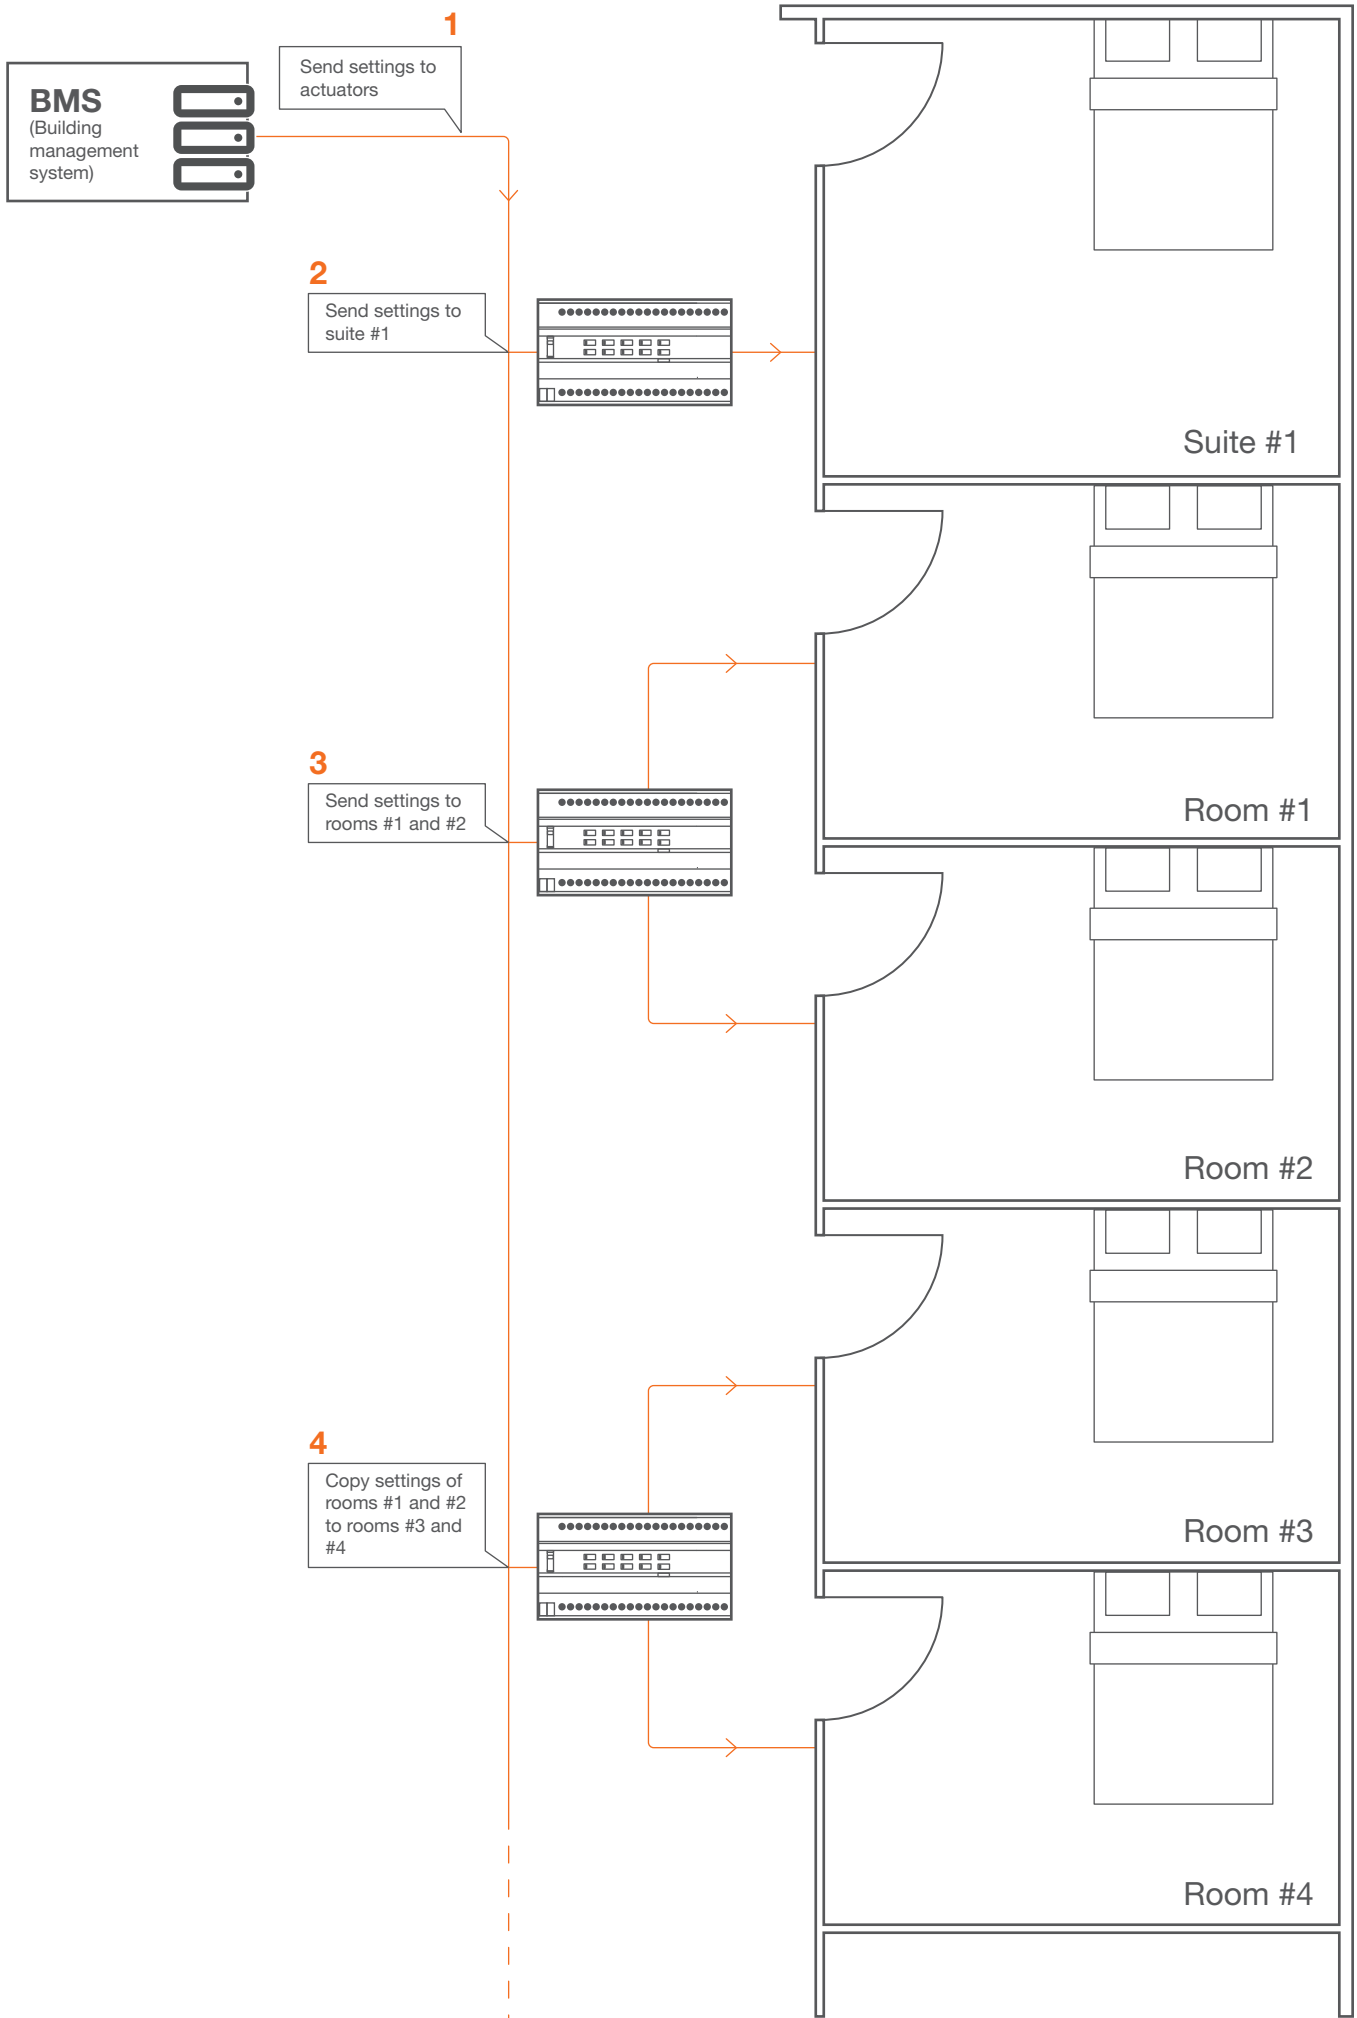 1
Send settings to
actuators
BMS
(Building
management
system)
2
Send settings to
suite #1
Suite #1
Room #1
3
Send settings to
rooms #1 and #2
Room #2
4
Copy settings of
rooms #1 and #2
to rooms #3 and
#4
Room #3
Room #4